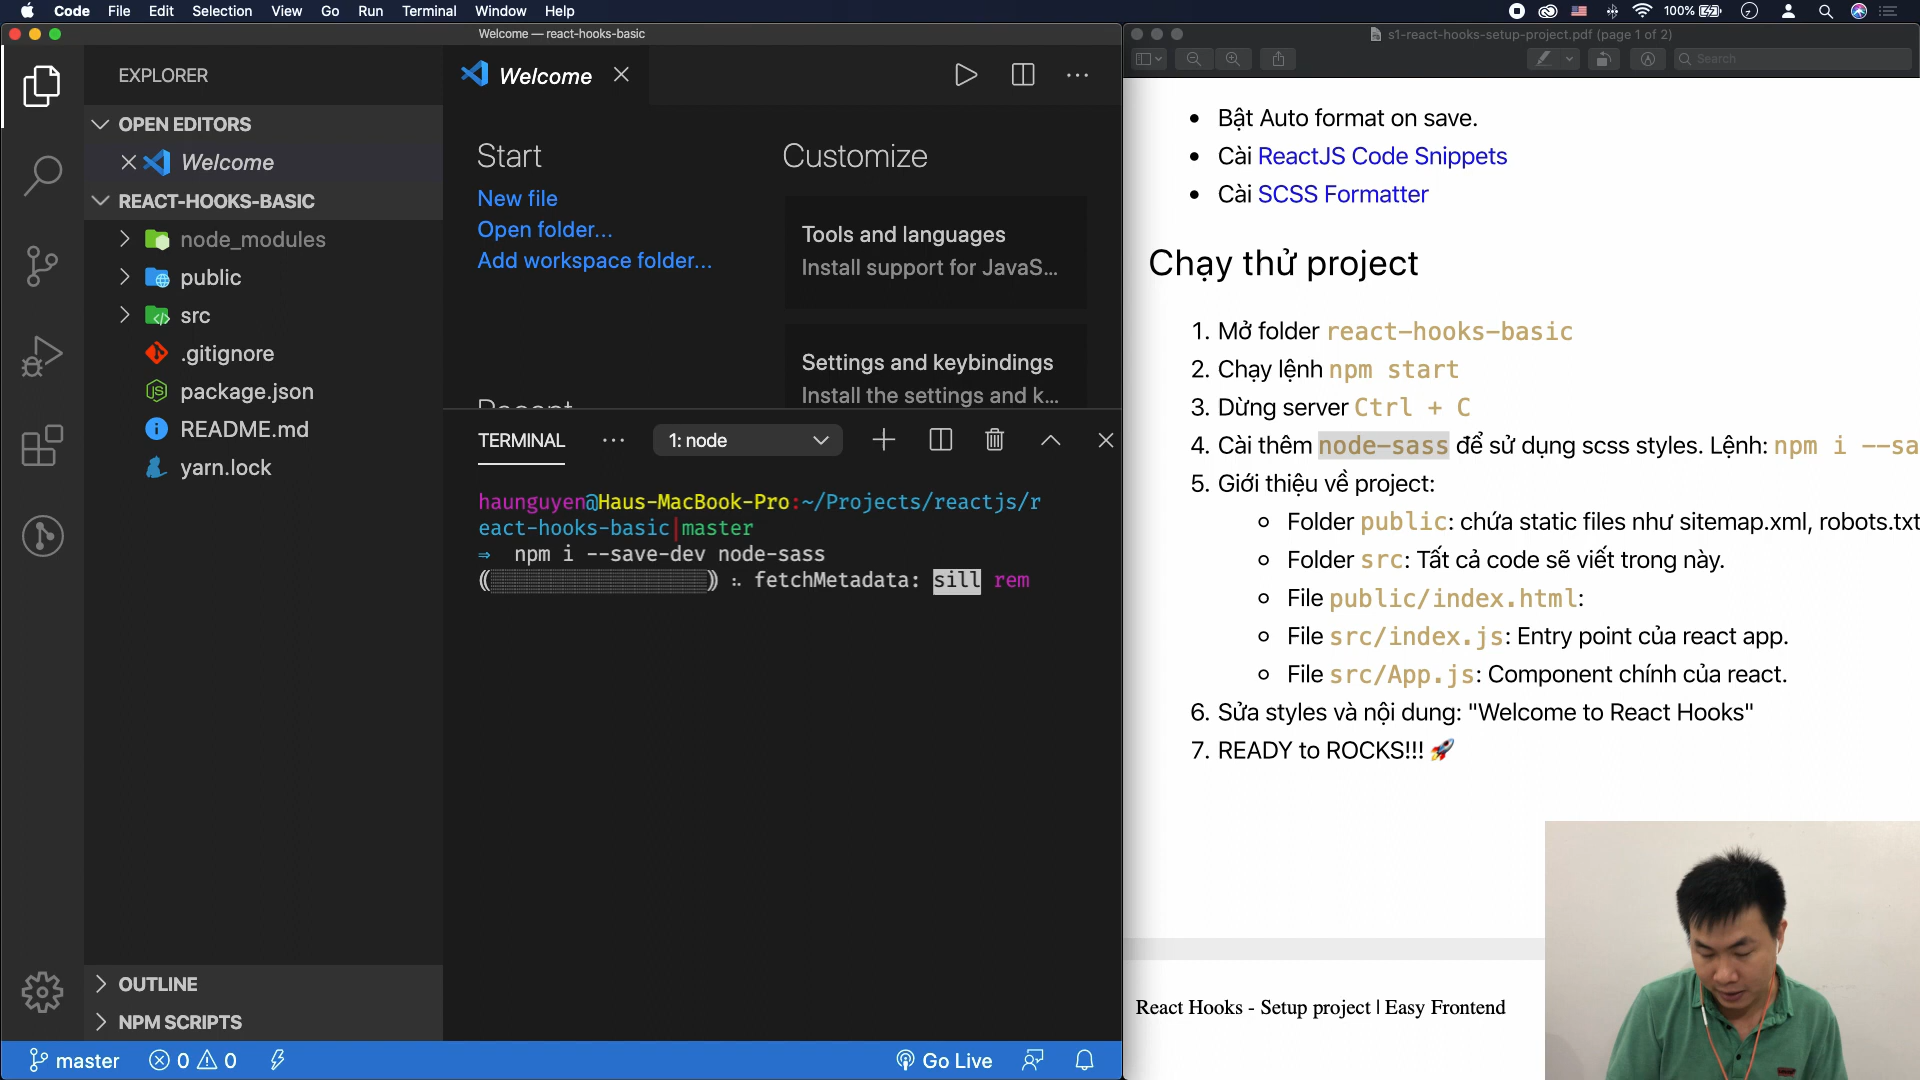 Code File Edit Selection View Go Run Terminal Window Help
100%
Welcome — react-hooks-basic
EXPLORER
OPEN EDITORS
Welcome
REACT-HOOKS-BASIC
node_modules
public
src
.gitignore
package.json
README.md
yarn.lock
OUTLINE
NPM SCRIPTS
Welcome
Start
New file
Open folder...
Add workspace folder...
Customize
Tools and languages
Install support for JavaS...
Settings and keybindings
Install the settings and k...
Recent
TERMINAL
1: node
haunguyen@Haus-MacBook-Pro:~/Projects/reactjs/r
eact-hooks-basic|master
⇒ npm i --save-dev node-sass
fetchMetadata: sill rem
master
0
0
Go Live
s1-react-hooks-setup-project.pdf (page 1 of 2)
Search
• Bật Auto format on save.
• Cài ReactJS Code Snippets
• Cài SCSS Formatter
Chạy thử project
1. Mở folder react-hooks-basic
2. Chạy lệnh npm start
3. Dừng server Ctrl + C
4. Cài thêm node-sass để sử dụng scss styles. Lệnh: npm i --sa
5. Giới thiệu về project:
Folder public: chứa static files như sitemap.xml, robots.txt
Folder src: Tất cả code sẽ viết trong này.
File public/index.html:
File src/index.js: Entry point của react app.
File src/App.js: Component chính của react.
6. Sửa styles và nội dung: "Welcome to React Hooks"
7. READY to ROCKS!!! 🚀
React Hooks - Setup project | Easy Frontend